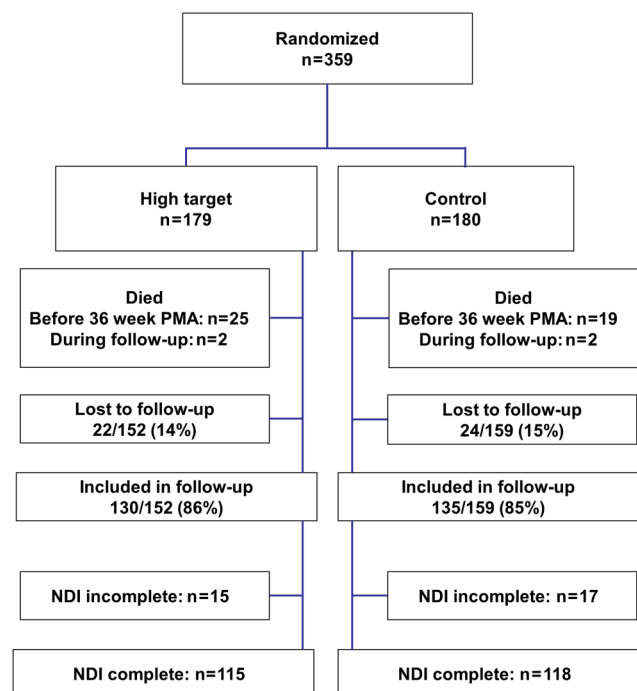 Randomized
n=359
High target
n=179
Control
n=180
Died
Before 36 week PMA: n=25
During follow-up: n=2
Died
Before 36 week PMA: n=19
During follow-up: n=2
Lost to follow-up
22/152 (14%)
Lost to follow-up
24/159 (15%)
Included in follow-up
130/152 (86%)
Included in follow-up
135/159 (85%)
NDI incomplete: n=15
NDI incomplete: n=17
NDI complete: n=115
NDI complete: n=118